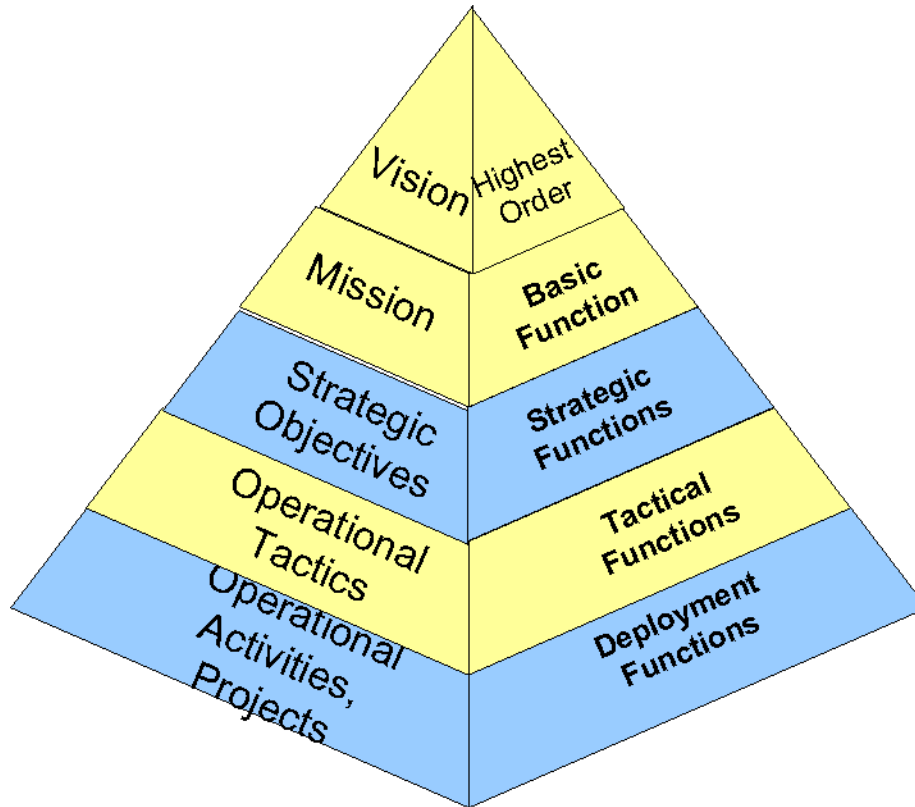 Vision
Highest
Order
Mission
Basic
Function
Strategic
Objectives
Strategic
Functions
Operational
Tactics
Tactical
Functions
Operational
Activities,
Projects
Deployment
Functions